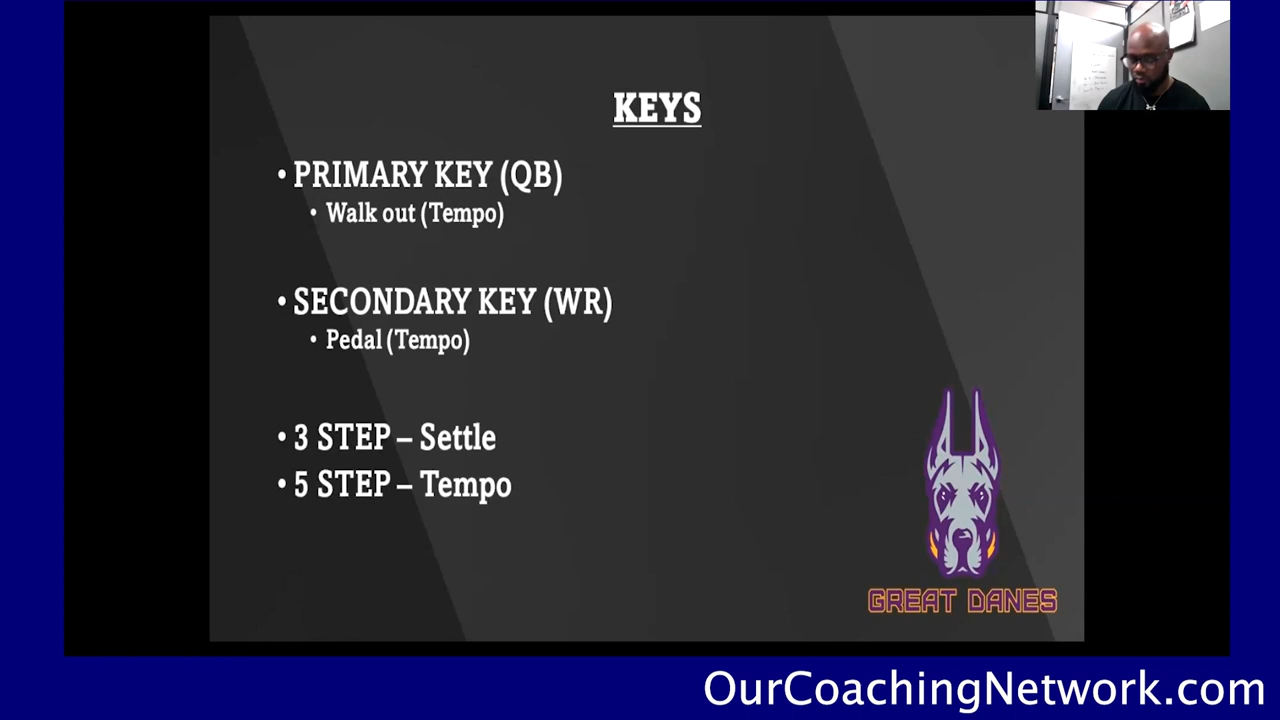 KEYS
• PRIMARY KEY (QB)
• Walk out (Tempo)
• SECONDARY KEY (WR)
• Pedal (Tempo)
• 3 STEP – Settle
• 5 STEP – Tempo
GREAT DANES
OurCoachingNetwork.com